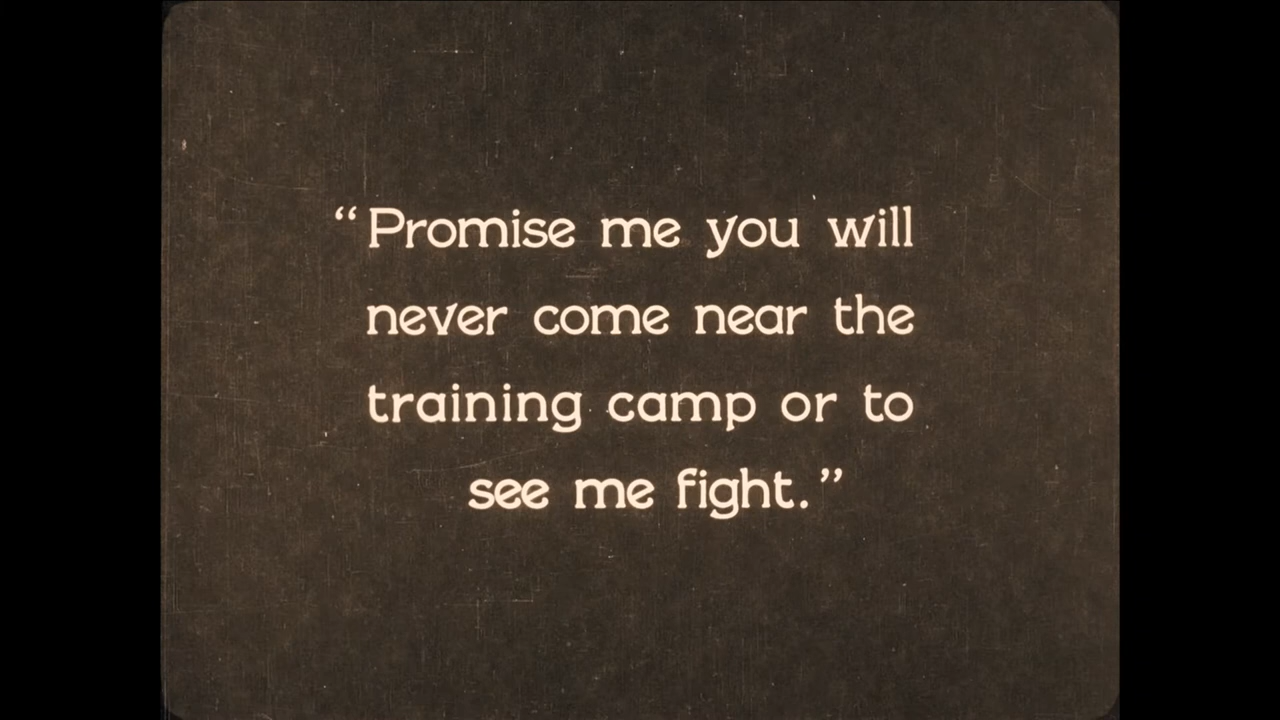 “Promise me you will
never come near the
training camp or to
see me fight.”